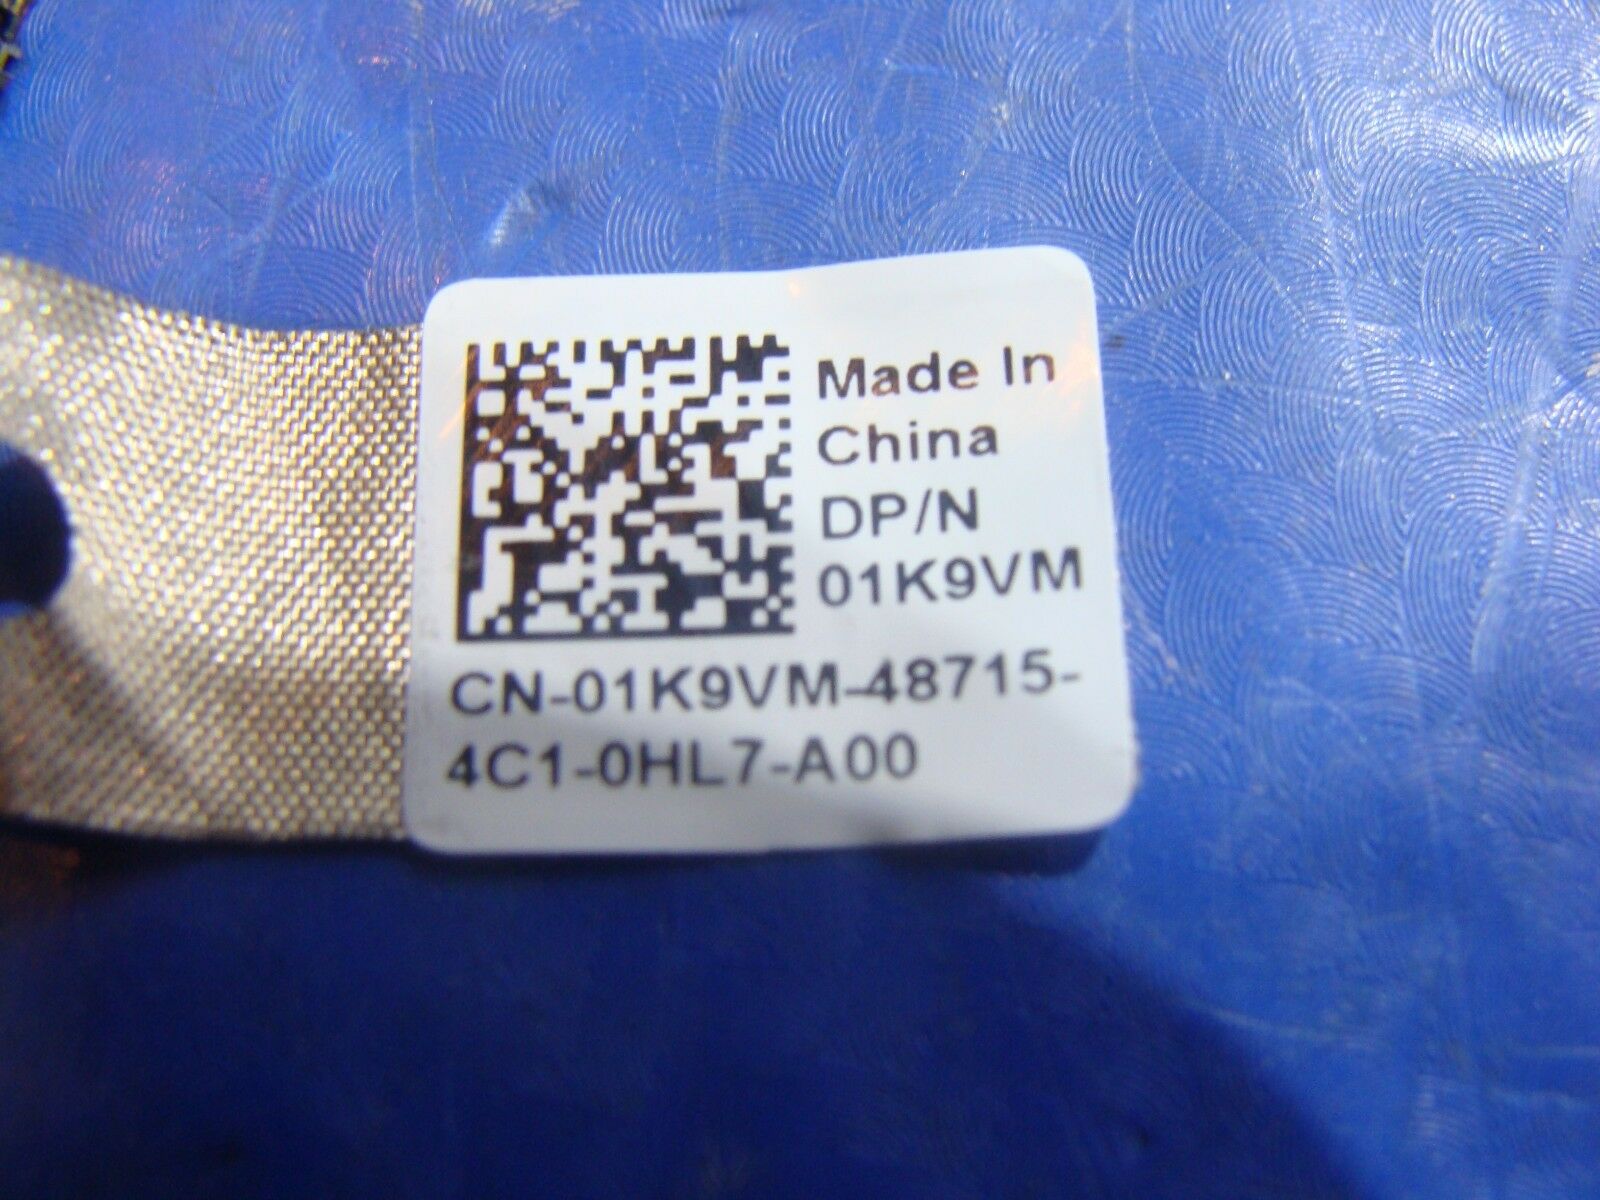 Made In
China
DP/N
01K9VM
CN-01K9VM-48715-
4C1-0HL7-A00